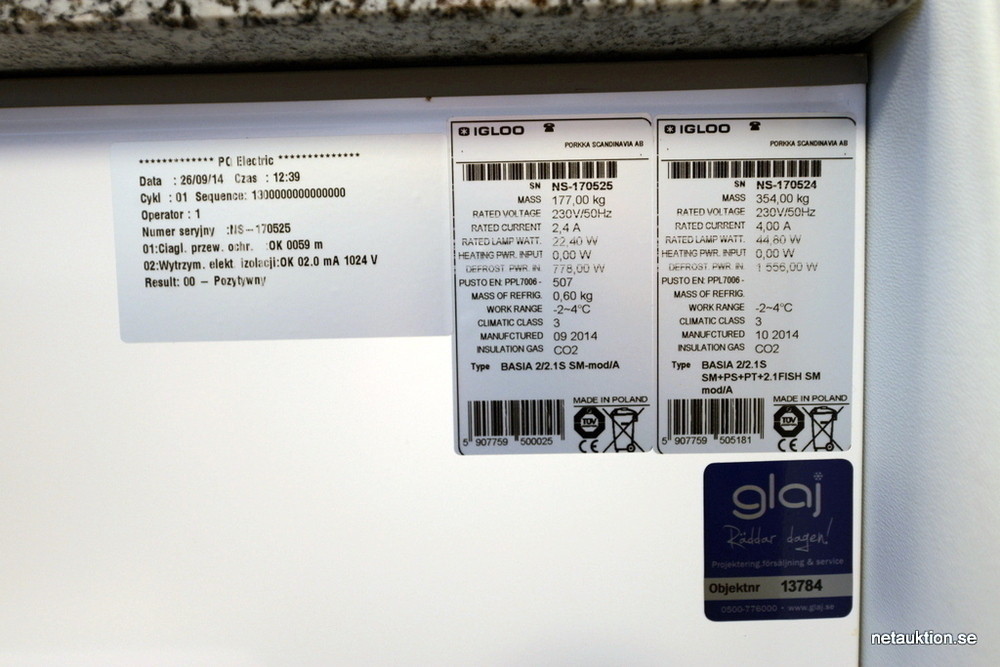 ************* PC Electric **************
Data : 26/09/14 Czas : 12:39
Cykl : 01 Sequence: 1300000000000000
Operator : 1
Numer seryjny :NS-170525
01:Ciagl. przew. ochr. :OK 0059 m
02:Wytrzym. elekt. izolacji:OK 02.0 mA 1024 V
Result: 00 - Pozytywny
IGLOO
PORKKA SCANDINAVIA AB
SN NS-170525
MASS 177,00 kg
RATED VOLTAGE 230V/50Hz
RATED CURRENT 2,4 A
RATED LAMP WATT. 22,40 W
HEATING PWR. INPUT 0,00 W
DEFROST PWR. IN. 778,00 W
PUSTO EN: PPL7006 - 507
MASS OF REFRIG. 0,60 kg
WORK RANGE -2~4°C
CLIMATIC CLASS 3
MANUFCTURED 09 2014
INSULATION GAS CO2
Type BASIA 2/2.1S SM-mod/A
MADE IN POLAND
5 907759 500025
TÜV
CE
IGLOO
PORKKA SCANDINAVIA AB
SN NS-170524
MASS 354,00 kg
RATED VOLTAGE 230V/50Hz
RATED CURRENT 4,00 A
RATED LAMP WATT. 44,80 W
HEATING PWR. INPUT 0,00 W
DEFROST PWR. IN. 1 556,00 W
PUSTO EN: PPL7006 -
MASS OF REFRIG.
WORK RANGE -2~4°C
CLIMATIC CLASS 3
MANUFCTURED 10 2014
INSULATION GAS CO2
Type BASIA 2/2.1S
SM+PS+PT+2.1FISH SM
mod/A
MADE IN POLAND
5 907759 505181
TÜV
CE
glaj
Räddar dagen!
Projektering, försäljning & service
Objektnr 13784
0500-776000 • www.glaj.se
netauktion.se